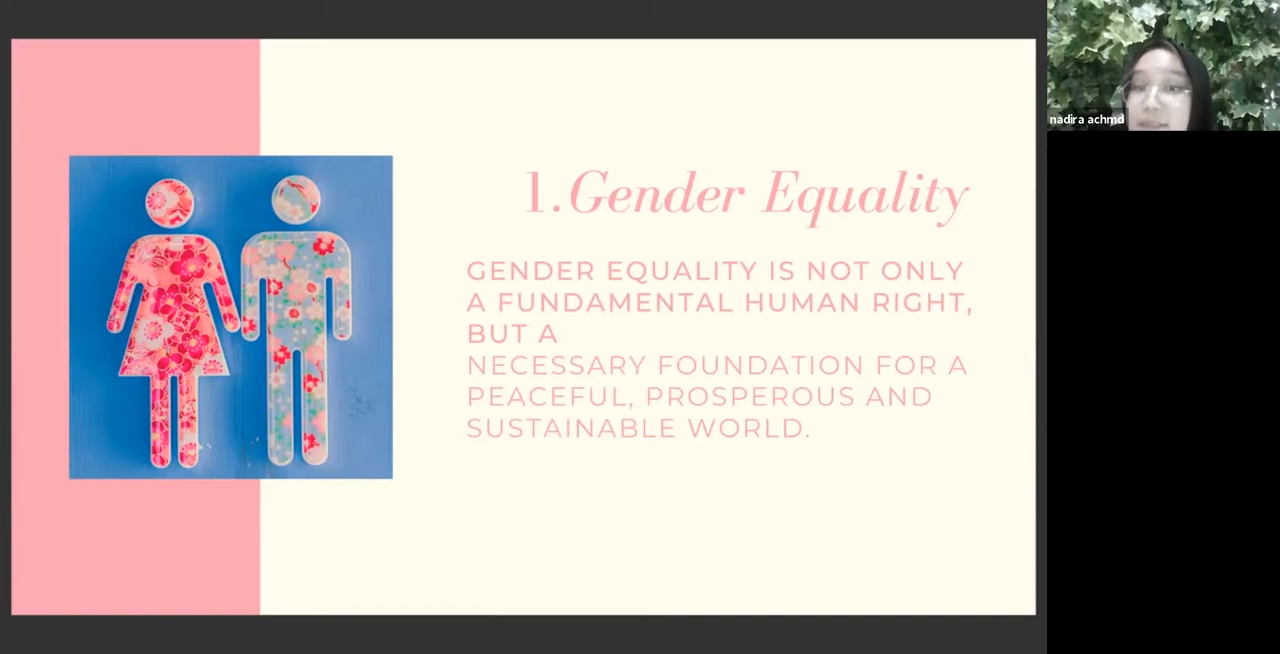 1. Gender Equality
GENDER EQUALITY IS NOT ONLY
A FUNDAMENTAL HUMAN RIGHT,
BUT A
NECESSARY FOUNDATION FOR A
PEACEFUL, PROSPEROUS AND
SUSTAINABLE WORLD.
nadira achmd